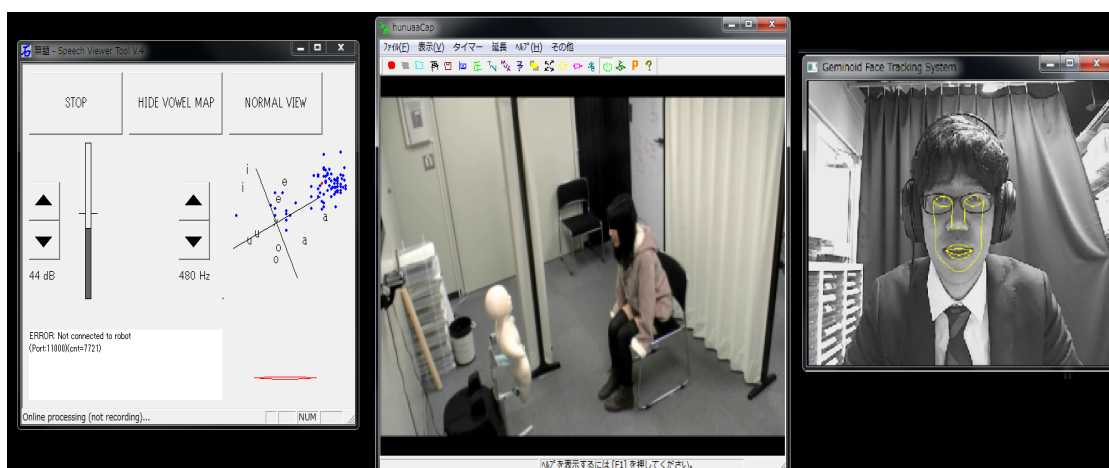 無題 - Speech Viewer Tool V.4
STOP
HIDE VOWEL MAP
NORMAL VIEW
i
i
e
e
a
a
u
u
o
o
44 dB
480 Hz
ERROR: Not connected to robot
(Port:11000)(cnt=7721)
Online processing (not recording)...
NUM
hunuaaCap
ファイル(F) 表示(V) タイマー 延長 ヘルプ(H) その他
P ?
ヘルプを表示するには [F1] を押してください。
Geminoid Face Tracking System